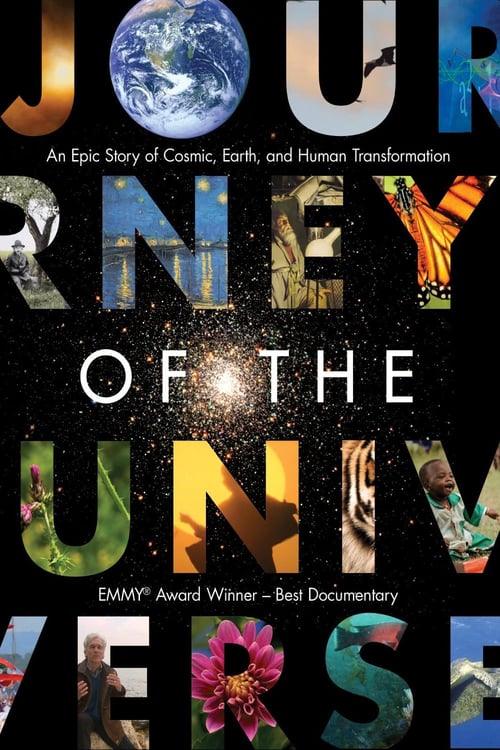 JOUR
An Epic Story of Cosmic, Earth, and Human Transformation
RNEY
OF THE
UNIV
EMMY® Award Winner – Best Documentary
VERSE